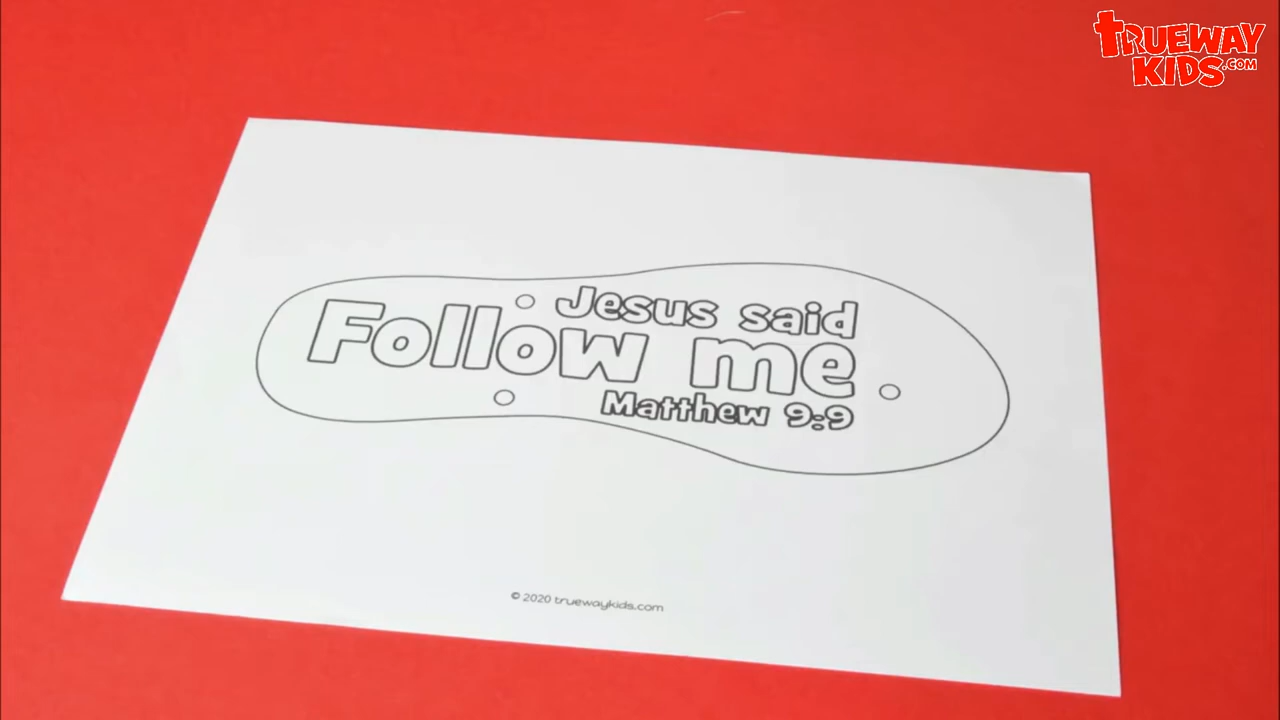 TRUEWAY
KIDS.COM
Jesus said
Follow me
Matthew 9:9
© 2020 truewaykids.com